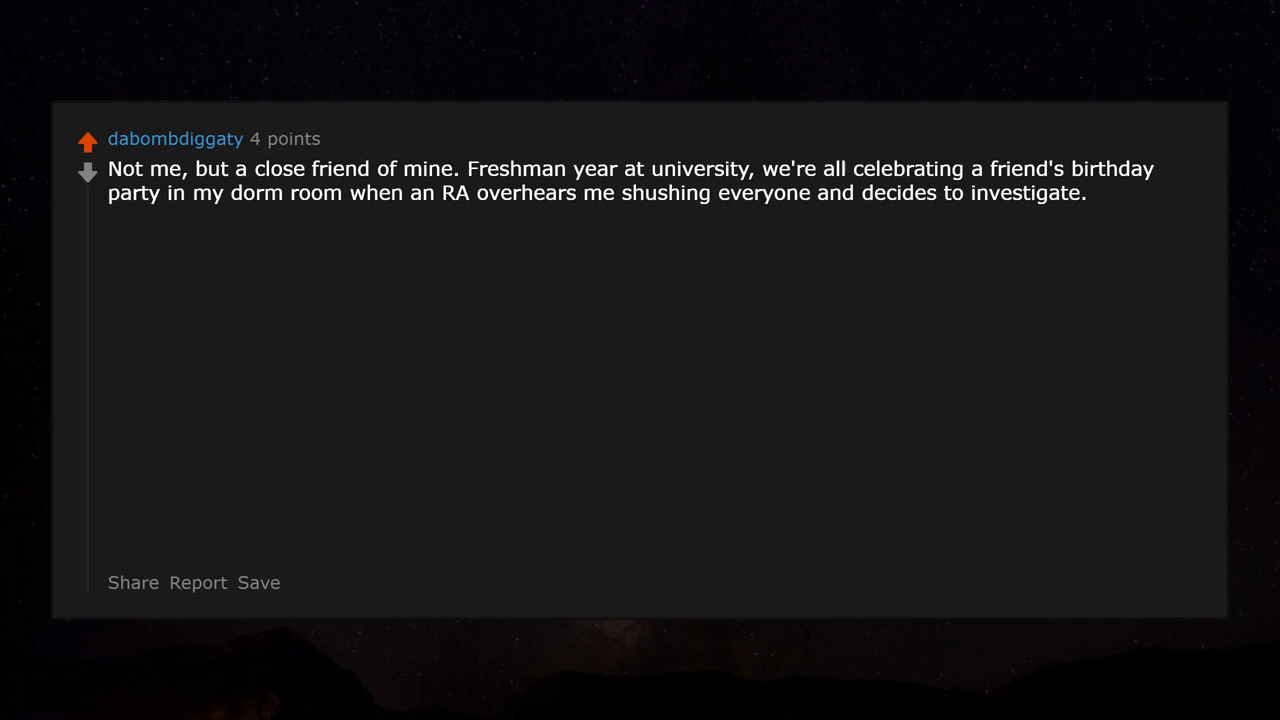 dabombdiggaty 4 points
Not me, but a close friend of mine. Freshman year at university, we're all celebrating a friend's birthday
party in my dorm room when an RA overhears me shushing everyone and decides to investigate.
Share Report Save